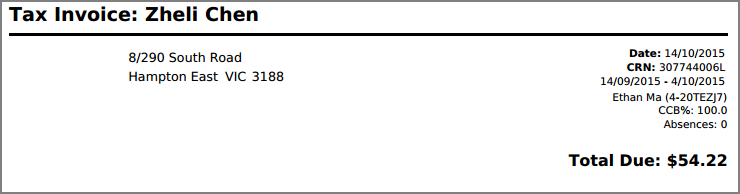 Tax Invoice: Zheli Chen
8/290 South Road
Hampton East VIC 3188
Date: 14/10/2015
CRN: 307744006L
14/09/2015 - 4/10/2015
Ethan Ma (4-20TEZJ7)
CCB%: 100.0
Absences: 0
Total Due: $54.22